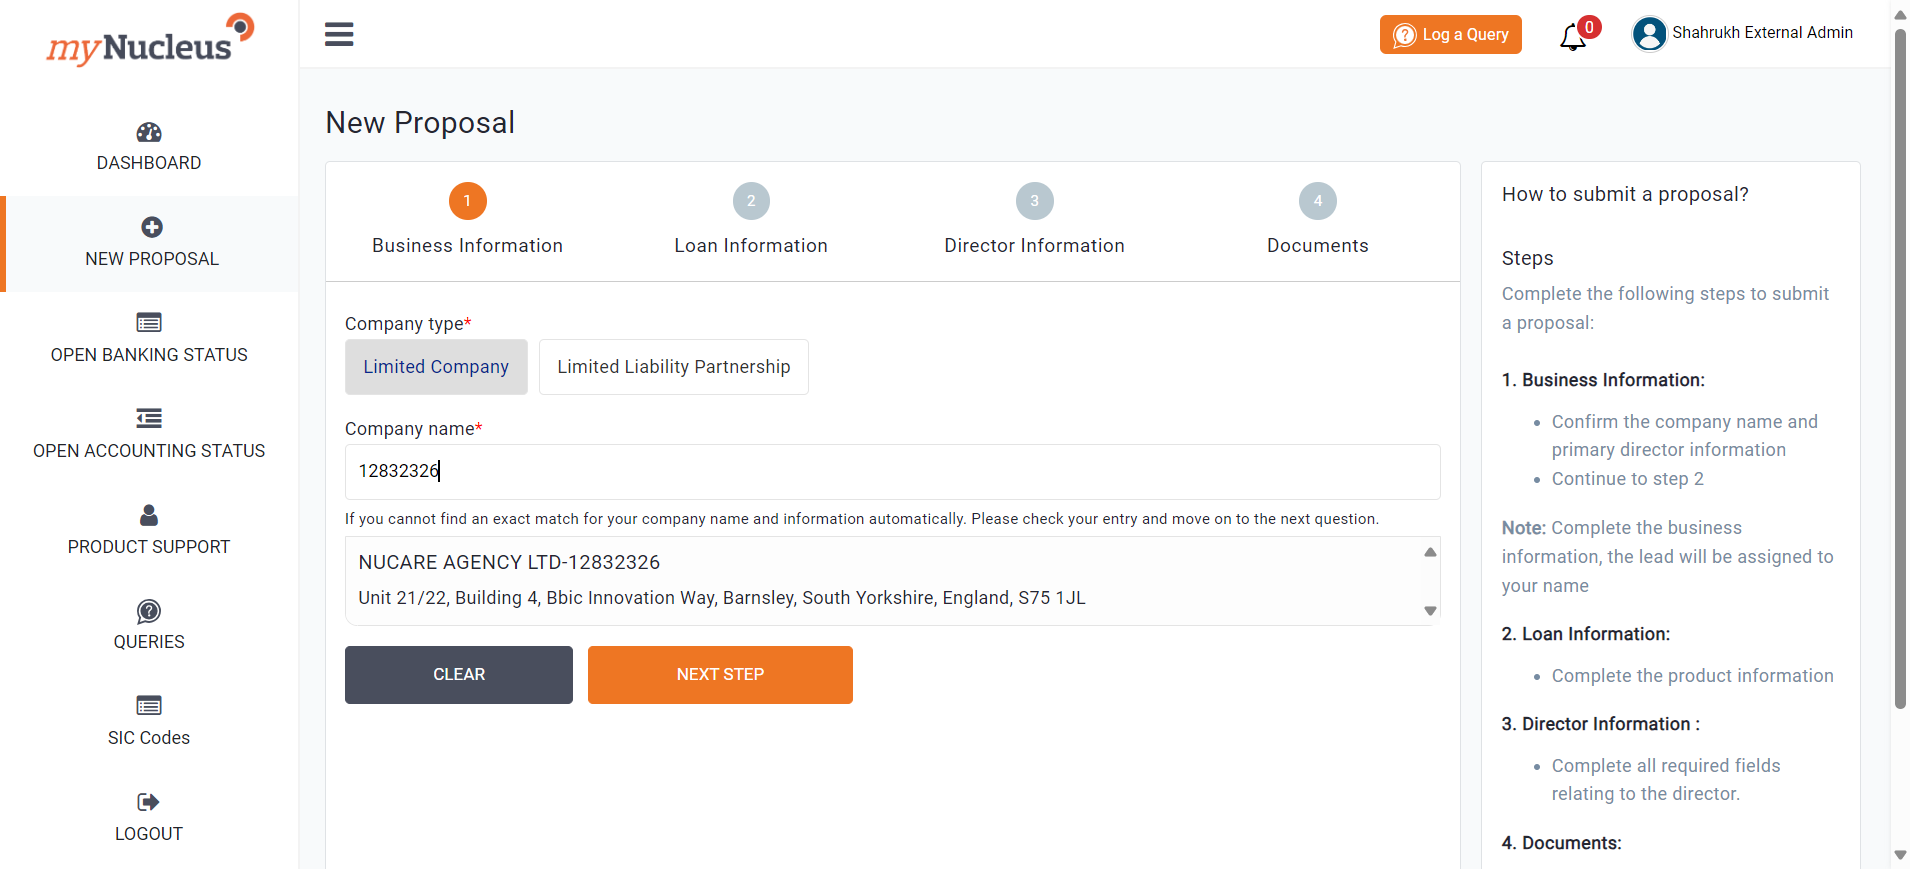 myNucleus
DASHBOARD
NEW PROPOSAL
OPEN BANKING STATUS
OPEN ACCOUNTING STATUS
PRODUCT SUPPORT
QUERIES
SIC Codes
LOGOUT
Log a Query
0
Shahrukh External Admin
New Proposal
1
Business Information
2
Loan Information
3
Director Information
4
Documents
Company type*
Limited Company
Limited Liability Partnership
Company name*
12832326
If you cannot find an exact match for your company name and information automatically. Please check your entry and move on to the next question.
NUCARE AGENCY LTD-12832326
Unit 21/22, Building 4, Bbic Innovation Way, Barnsley, South Yorkshire, England, S75 1JL
CLEAR
NEXT STEP
How to submit a proposal?
Steps
Complete the following steps to submit
a proposal:
1. Business Information:
• Confirm the company name and
primary director information
• Continue to step 2
Note: Complete the business
information, the lead will be assigned to
your name
2. Loan Information:
• Complete the product information
3. Director Information :
• Complete all required fields
relating to the director.
4. Documents: